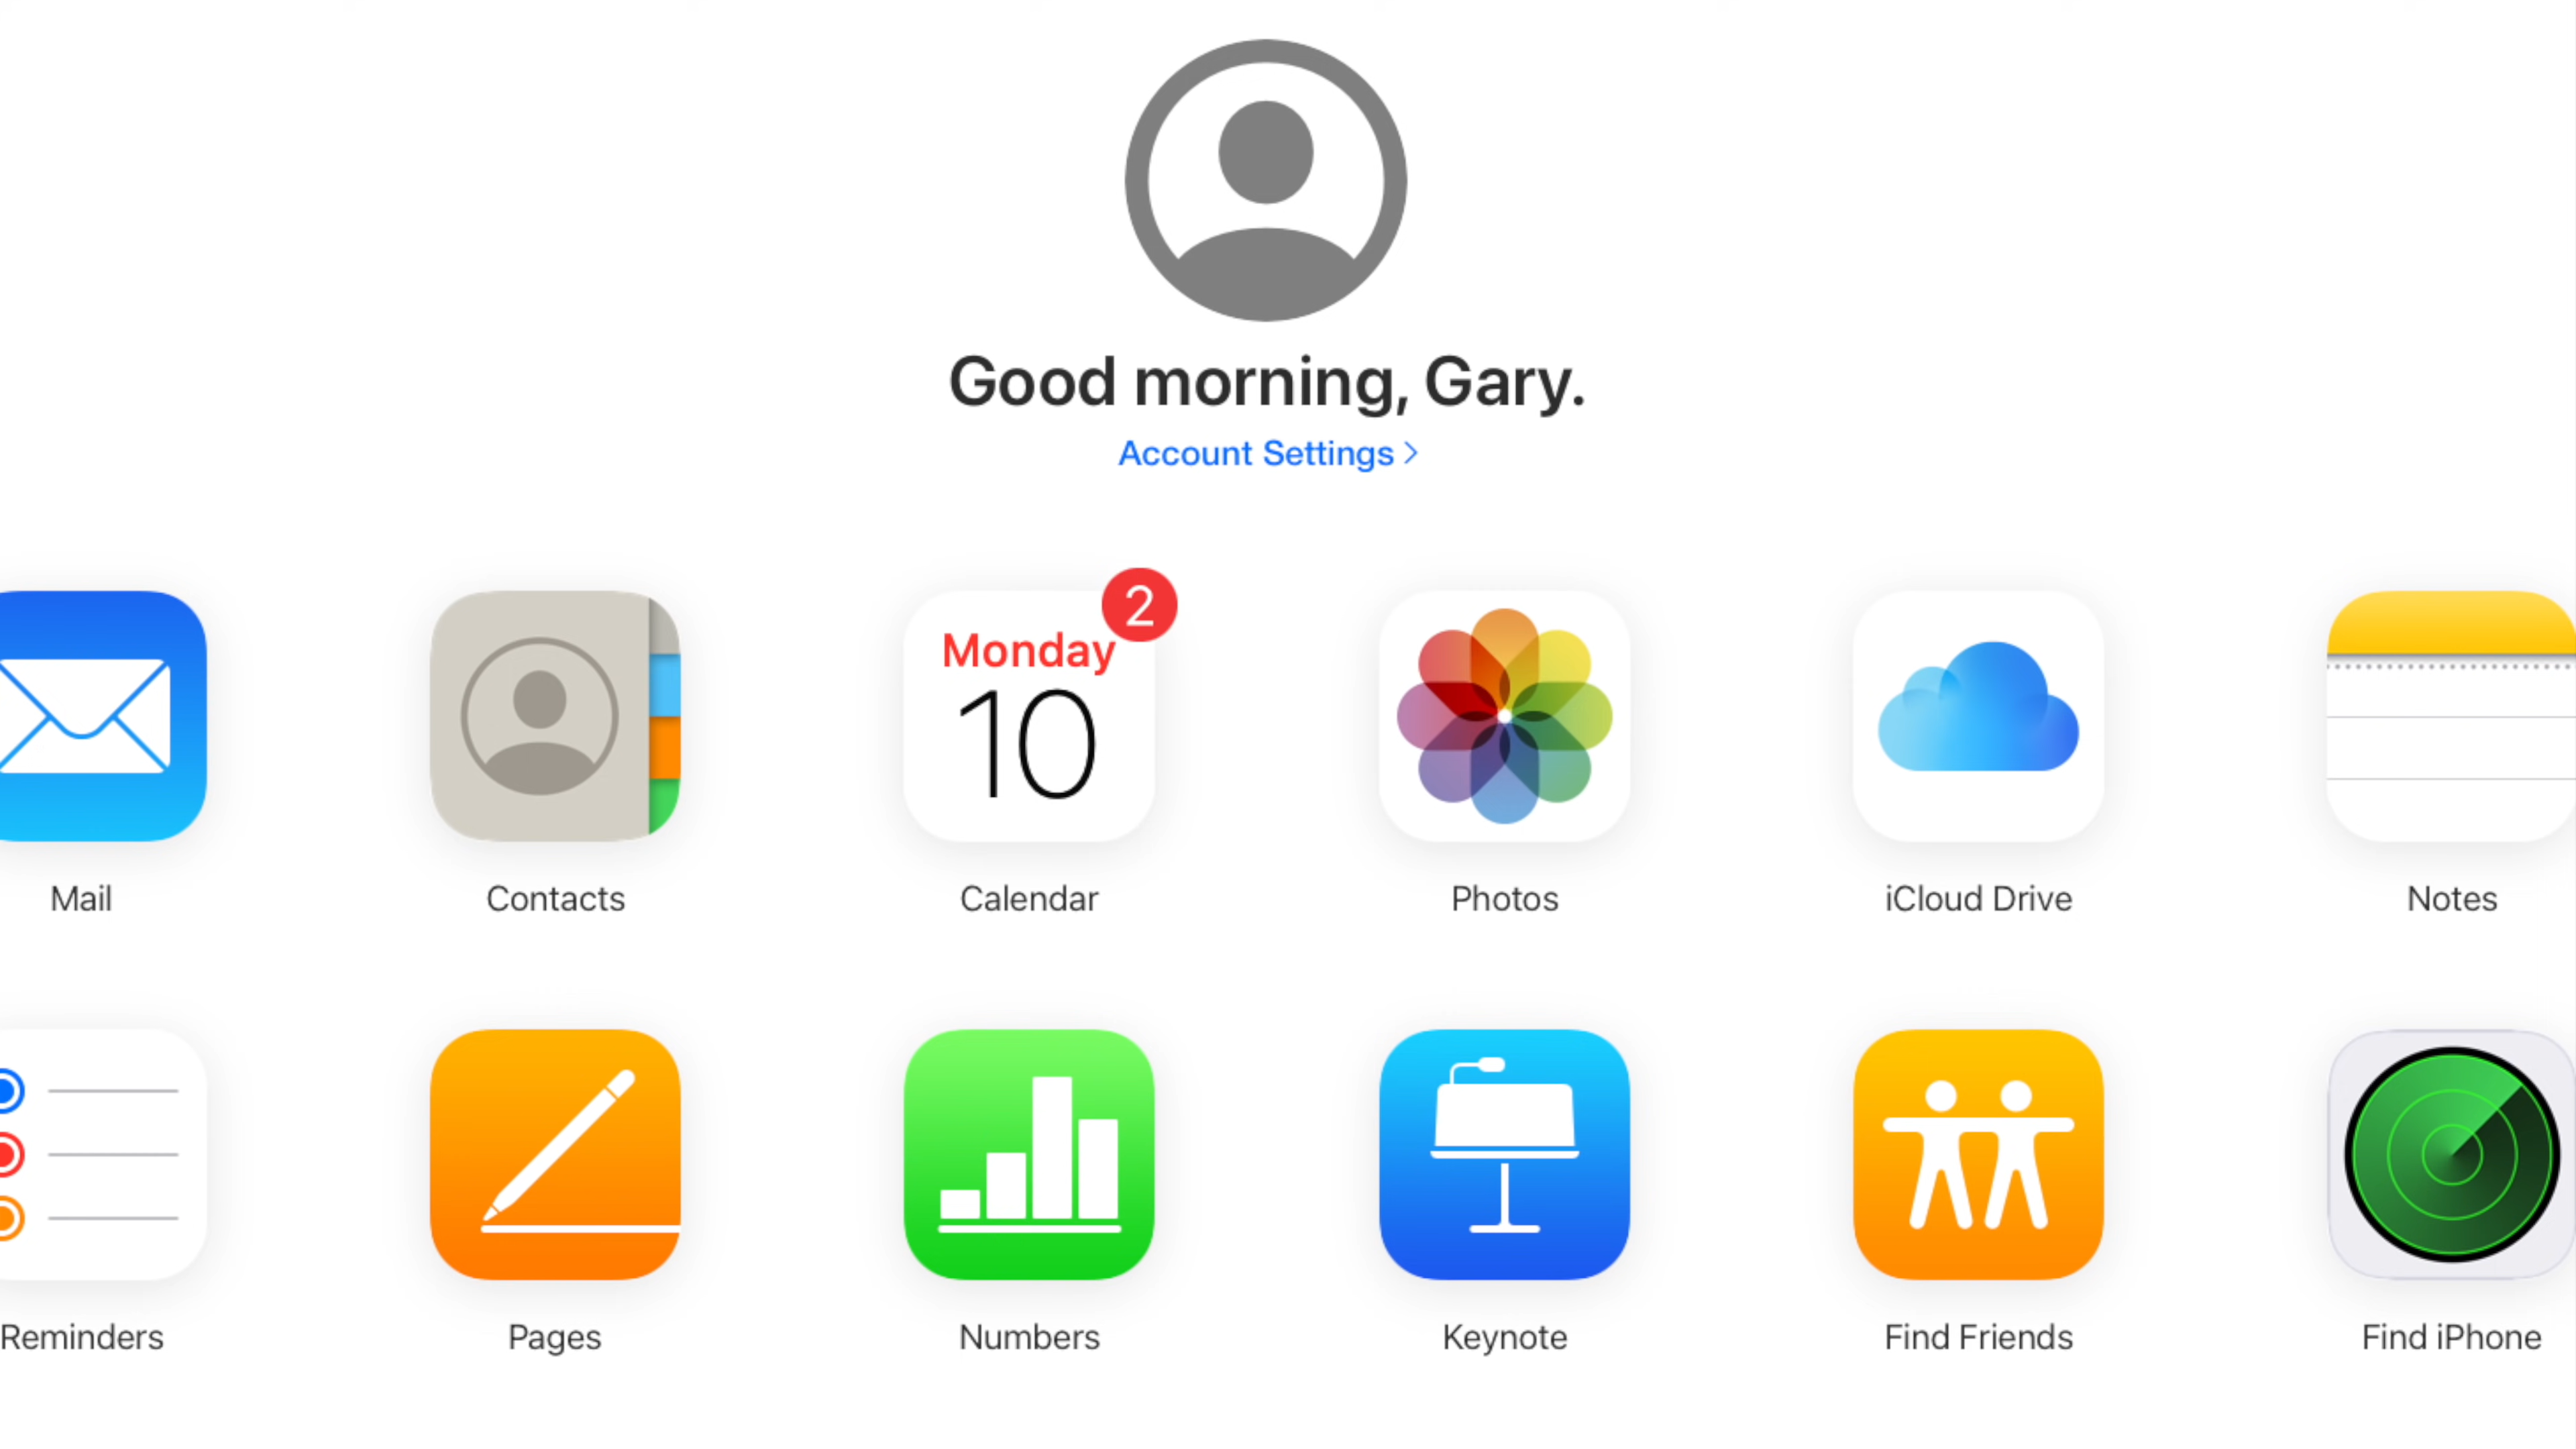 Good morning, Gary.
Account Settings >
2
Monday
10
Mail
Contacts
Calendar
Photos
iCloud Drive
Notes
Reminders
Pages
Numbers
Keynote
Find Friends
Find iPhone